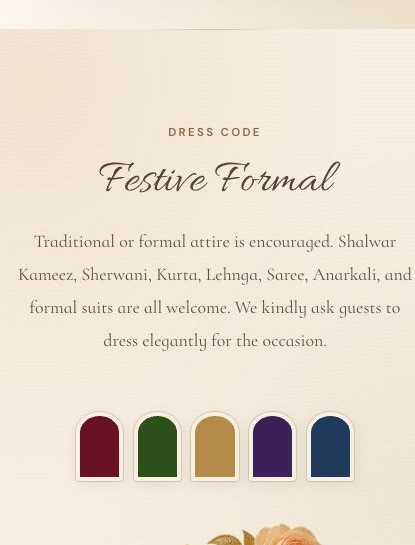 DRESS CODE
Festive Formal
Traditional or formal attire is encouraged. Shalwar
Kameez, Sherwani, Kurta, Lehnga, Saree, Anarkali, and
formal suits are all welcome. We kindly ask guests to
dress elegantly for the occasion.